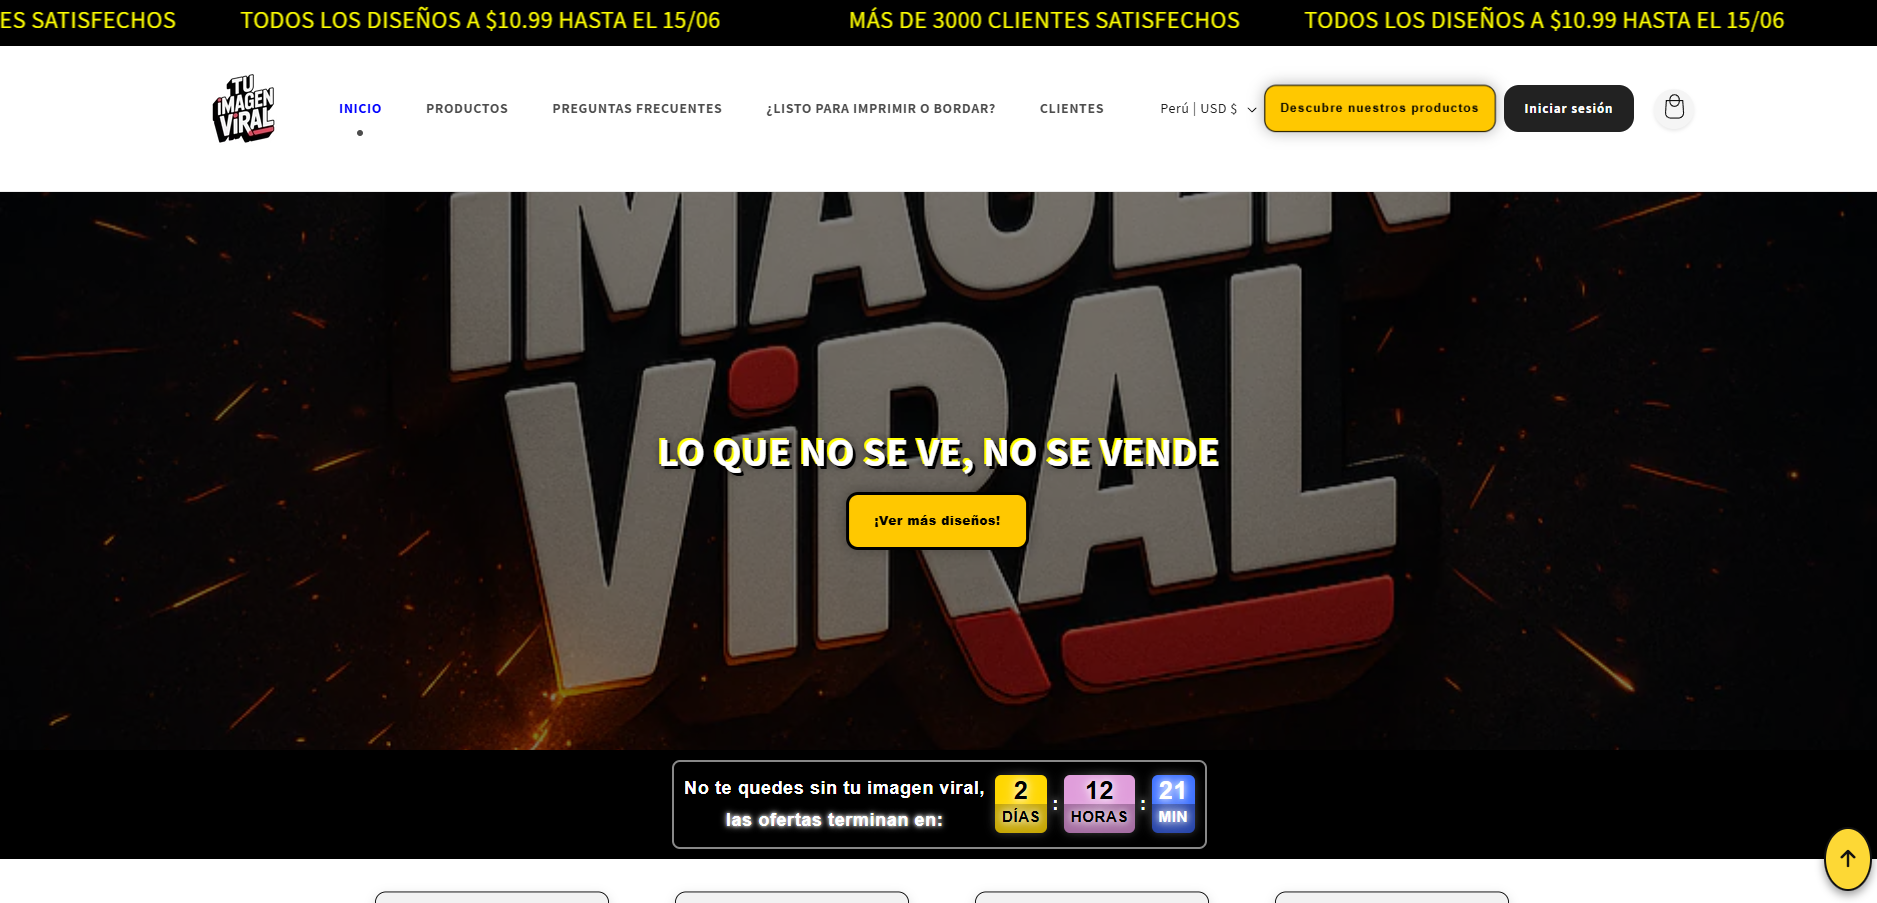 ES SATISFECHOS TODOS LOS DISEÑOS A $10.99 HASTA EL 15/06 MÁS DE 3000 CLIENTES SATISFECHOS TODOS LOS DISEÑOS A $10.99 HASTA EL 15/06
TU
IMAGEN
VIRAL
INICIO PRODUCTOS PREGUNTAS FRECUENTES ¿LISTO PARA IMPRIMIR O BORDAR? CLIENTES Perú | USD $ Descubre nuestros productos Iniciar sesión
IMAGEN
ViRAL
LO QUE NO SE VE, NO SE VENDE
¡Ver más diseños!
No te quedes sin tu imagen viral,
las ofertas terminan en:
2 : 12 : 21
DÍAS HORAS MIN